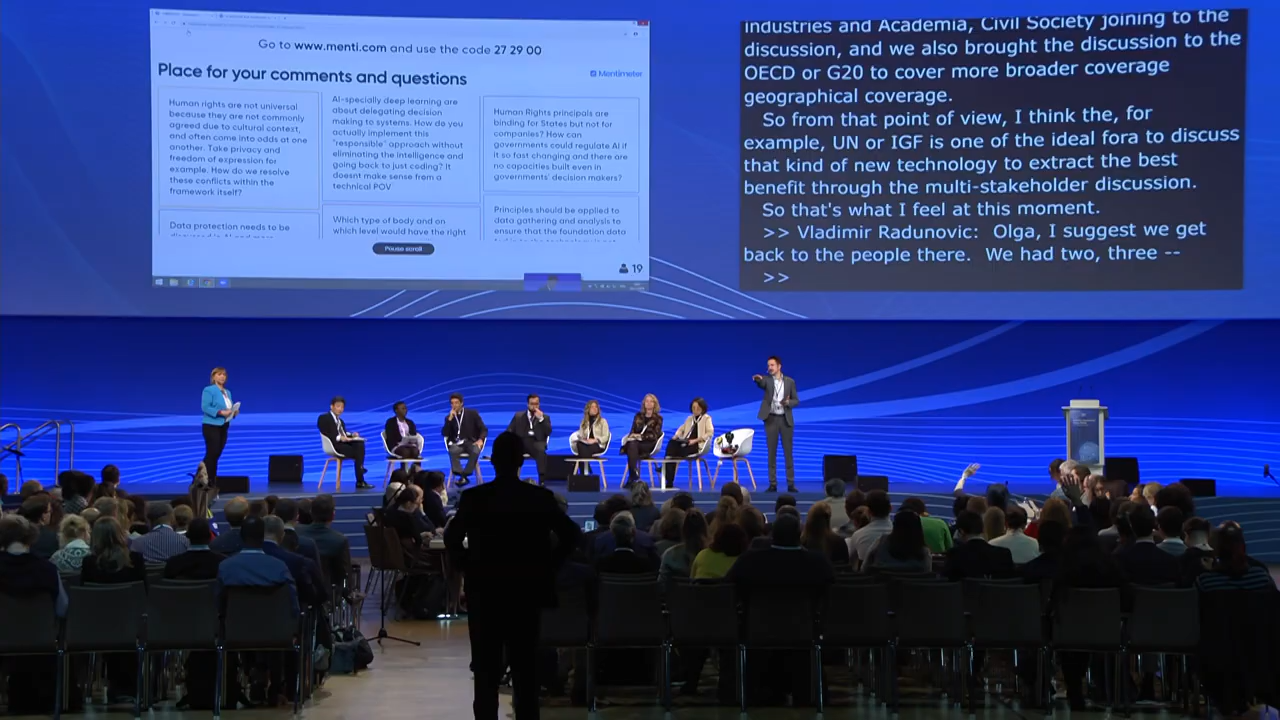 Go to www.menti.com and use the code 27 29 00
Place for your comments and questions
Mentimeter
Human rights are not universal
because they are not commonly
agreed due to cultural context,
and often come into odds at one
another. Take privacy and
freedom of expression for
example. How do we resolve
these conflicts within the
framework itself?
Data protection needs to be
AI-specially deep learning are
about delegating decision
making to systems. How do you
actually implement this
"responsible" approach without
eliminating the intelligence and
going back to just coding? It
doesnt make sense from a
technical POV
Which type of body and on
which level would have the right
Human Rights principals are
binding for States but not for
companies? How can
governments could regulate AI if
it so fast changing and there are
no capacities built even in
governments' decision makers?
Principles should be applied to
data gathering and analysis to
ensure that the foundation data
Pause scroll
19
industries and Academia, Civil Society joining to the
discussion, and we also brought the discussion to the
OECD or G20 to cover more broader coverage
geographical coverage.
So from that point of view, I think the, for
example, UN or IGF is one of the ideal fora to discuss
that kind of new technology to extract the best
benefit through the multi-stakeholder discussion.
So that's what I feel at this moment.
>> Vladimir Radunovic: Olga, I suggest we get
back to the people there. We had two, three --
>>